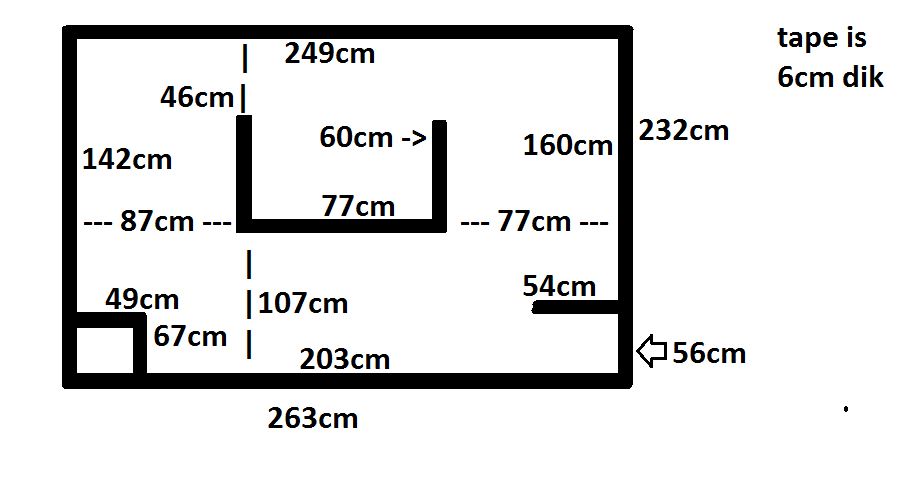 249cm
tape is
6cm dik
46cm
60cm ->
160cm
232cm
142cm
77cm
--- 87cm ---
--- 77cm ---
54cm
49cm
107cm
67cm
203cm
56cm
263cm